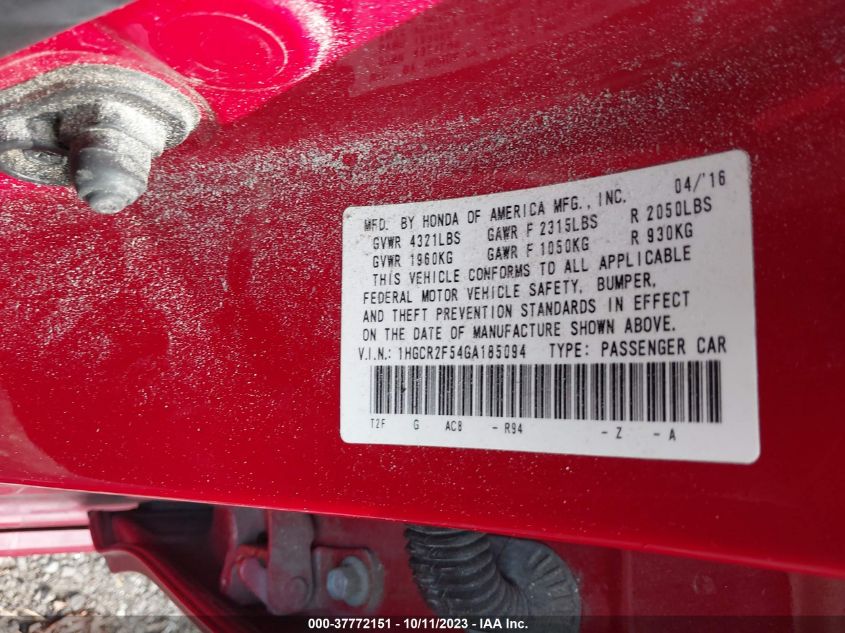 MFD. BY HONDA OF AMERICA MFG., INC. 04/'16
GVWR 4321LBS GAWR F 2315LBS R 2050LBS
GVWR 1960KG GAWR F 1050KG R 930KG
THIS VEHICLE CONFORMS TO ALL APPLICABLE
FEDERAL MOTOR VEHICLE SAFETY, BUMPER,
AND THEFT PREVENTION STANDARDS IN EFFECT
ON THE DATE OF MANUFACTURE SHOWN ABOVE.
V.I.N.: 1HGCR2F54GA185094 TYPE: PASSENGER CAR
T2F G AC8 - R94 - Z - A
000-37772151 - 10/11/2023 - IAA Inc.